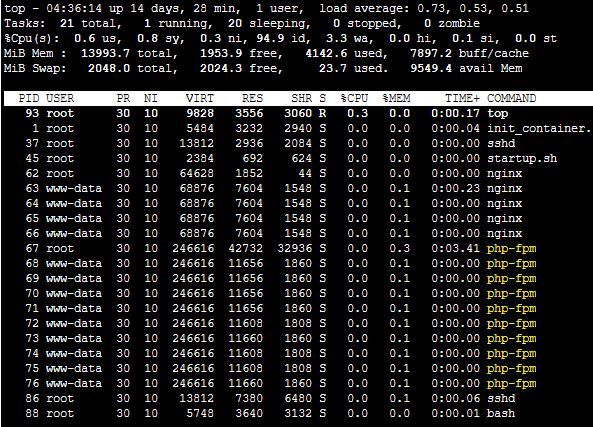 top - 04:36:14 up 14 days, 28 min,  1 user,  load average: 0.73, 0.53, 0.51
Tasks:  21 total,   1 running,  20 sleeping,   0 stopped,   0 zombie
%Cpu(s):  0.6 us,  0.8 sy,  0.3 ni, 94.9 id,  3.3 wa,  0.0 hi,  0.1 si,  0.0 st
MiB Mem :  13993.7 total,   1953.9 free,   4142.6 used,   7897.2 buff/cache
MiB Swap:   2048.0 total,   2024.3 free,     23.7 used.   9549.4 avail Mem
PID USER      PR  NI    VIRT    RES    SHR S  %CPU  %MEM     TIME+ COMMAND
93 root      30  10    9828   3556   3060 R   0.3   0.0   0:00.17 top
1 root      30  10    5484   3232   2940 S   0.0   0.0   0:00.04 init_container.
37 root      30  10   13812   2936   2084 S   0.0   0.0   0:00.00 sshd
45 root      30  10    2384    692    624 S   0.0   0.0   0:00.00 startup.sh
62 root      30  10   64628   1852     44 S   0.0   0.0   0:00.00 nginx
63 www-data  30  10   68876   7604   1548 S   0.0   0.1   0:00.23 nginx
64 www-data  30  10   68876   7604   1548 S   0.0   0.1   0:00.00 nginx
65 www-data  30  10   68876   7604   1548 S   0.0   0.1   0:00.00 nginx
66 www-data  30  10   68876   7604   1548 S   0.0   0.1   0:00.00 nginx
67 root      30  10  246616  42732  32936 S   0.0   0.3   0:03.41 php-fpm
68 www-data  30  10  246616  11656   1860 S   0.0   0.1   0:00.00 php-fpm
69 www-data  30  10  246616  11656   1860 S   0.0   0.1   0:00.00 php-fpm
70 www-data  30  10  246616  11656   1860 S   0.0   0.1   0:00.00 php-fpm
71 www-data  30  10  246616  11656   1860 S   0.0   0.1   0:00.00 php-fpm
72 www-data  30  10  246616  11608   1808 S   0.0   0.1   0:00.00 php-fpm
73 www-data  30  10  246616  11660   1860 S   0.0   0.1   0:00.00 php-fpm
74 www-data  30  10  246616  11608   1808 S   0.0   0.1   0:00.00 php-fpm
75 www-data  30  10  246616  11608   1808 S   0.0   0.1   0:00.00 php-fpm
76 www-data  30  10  246616  11660   1860 S   0.0   0.1   0:00.00 php-fpm
86 root      30  10   13812   7380   6480 S   0.0   0.1   0:00.06 sshd
88 root      30  10    5748   3640   3132 S   0.0   0.0   0:00.01 bash